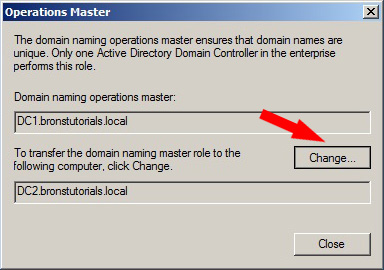 Operations Master
The domain naming operations master ensures that domain names are
unique. Only one Active Directory Domain Controller in the enterprise
performs this role.
Domain naming operations master:
DC1.bronstutorials.local
To transfer the domain naming master role to the
following computer, click Change.
Change...
DC2.bronstutorials.local
Close